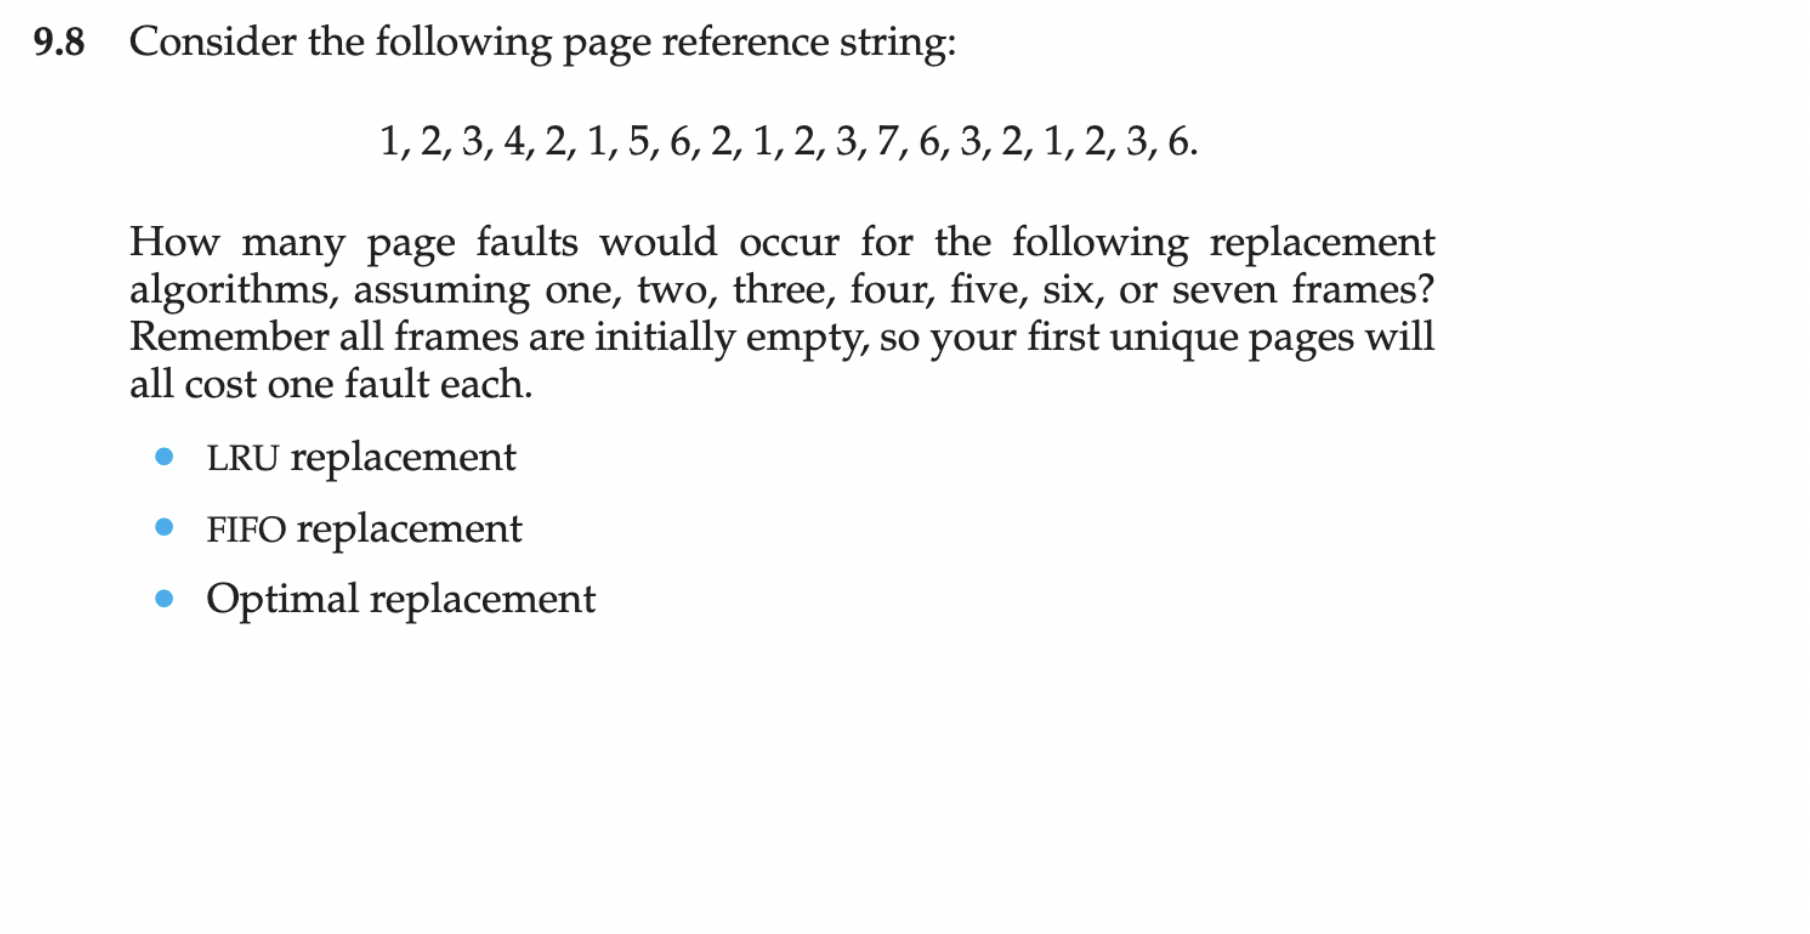 9.8 Consider the following page reference string:
1, 2, 3, 4, 2, 1, 5, 6, 2, 1, 2, 3, 7, 6, 3, 2, 1, 2, 3, 6.
How many page faults would occur for the following replacement
algorithms, assuming one, two, three, four, five, six, or seven frames?
Remember all frames are initially empty, so your first unique pages will
all cost one fault each.
• LRU replacement
• FIFO replacement
• Optimal replacement